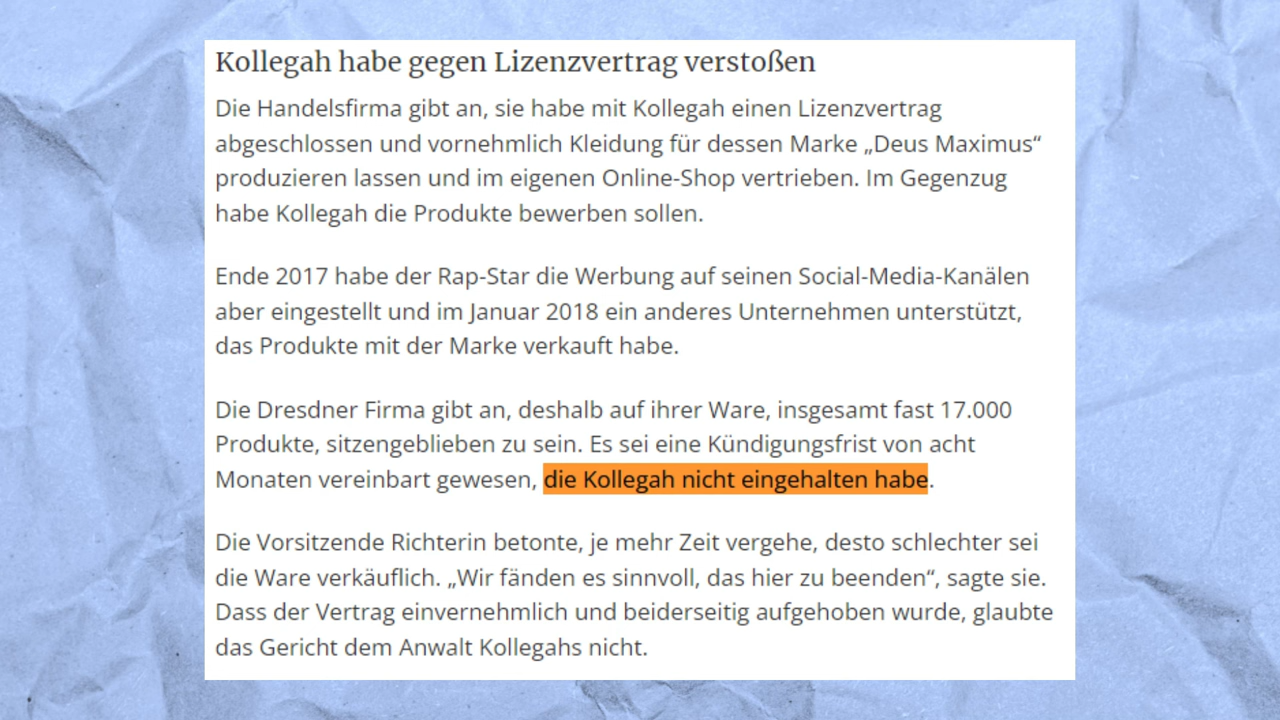 Kollegah habe gegen Lizenzvertrag verstoßen
Die Handelsfirma gibt an, sie habe mit Kollegah einen Lizenzvertrag
abgeschlossen und vornehmlich Kleidung für dessen Marke „Deus Maximus“
produzieren lassen und im eigenen Online-Shop vertrieben. Im Gegenzug
habe Kollegah die Produkte bewerben sollen.
Ende 2017 habe der Rap-Star die Werbung auf seinen Social-Media-Kanälen
aber eingestellt und im Januar 2018 ein anderes Unternehmen unterstützt,
das Produkte mit der Marke verkauft habe.
Die Dresdner Firma gibt an, deshalb auf ihrer Ware, insgesamt fast 17.000
Produkte, sitzengeblieben zu sein. Es sei eine Kündigungsfrist von acht
Monaten vereinbart gewesen, die Kollegah nicht eingehalten habe.
Die Vorsitzende Richterin betonte, je mehr Zeit vergehe, desto schlechter sei
die Ware verkäuflich. „Wir fänden es sinnvoll, das hier zu beenden“, sagte sie.
Dass der Vertrag einvernehmlich und beiderseitig aufgehoben wurde, glaubte
das Gericht dem Anwalt Kollegahs nicht.